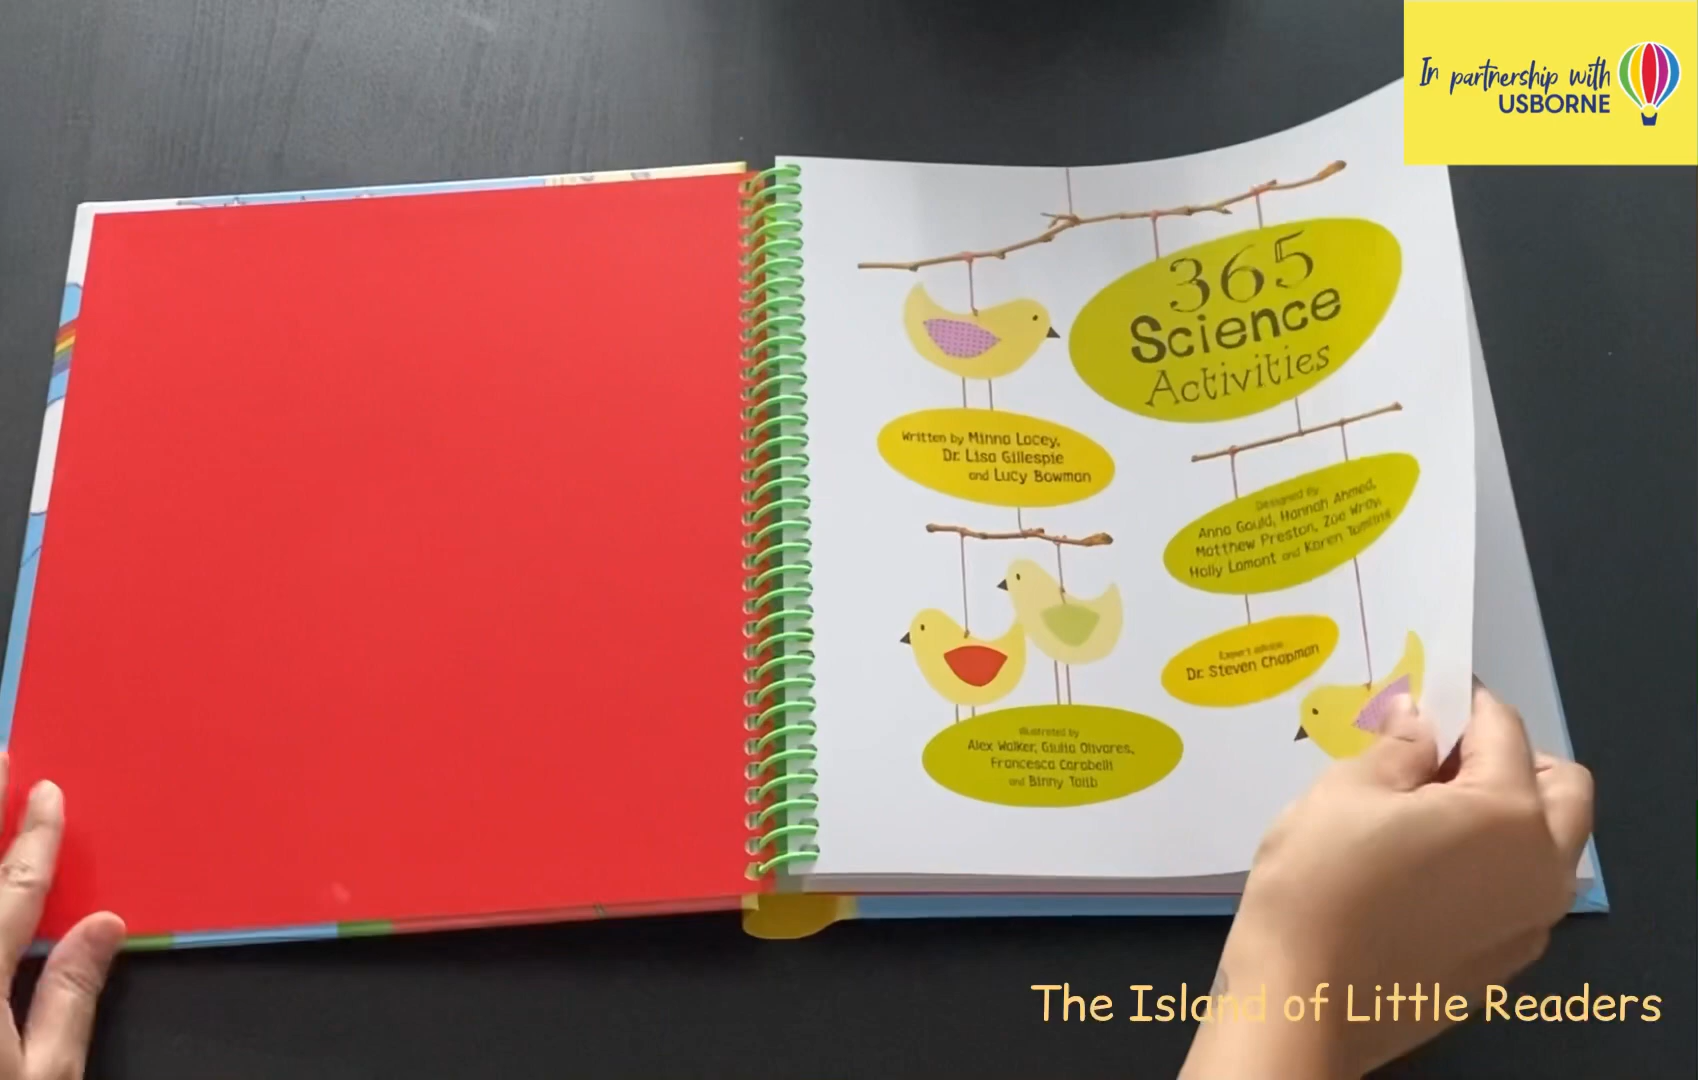 In partnership with
USBORNE
365
Science
Activities
Written by Minna Lacey,
Dr. Lisa Gillespie
and Lucy Bowman
Designed by
Anna Gould, Hannah Ahmed,
Matthew Preston, Zoe Wray,
Holly Lamont and Karen Tomlins
Expert advice:
Dr. Steven Chapman
Illustrated by
Alex Walker, Giulia Olivares,
Francesca Carabelli
and Binny Talib
The Island of Little Readers